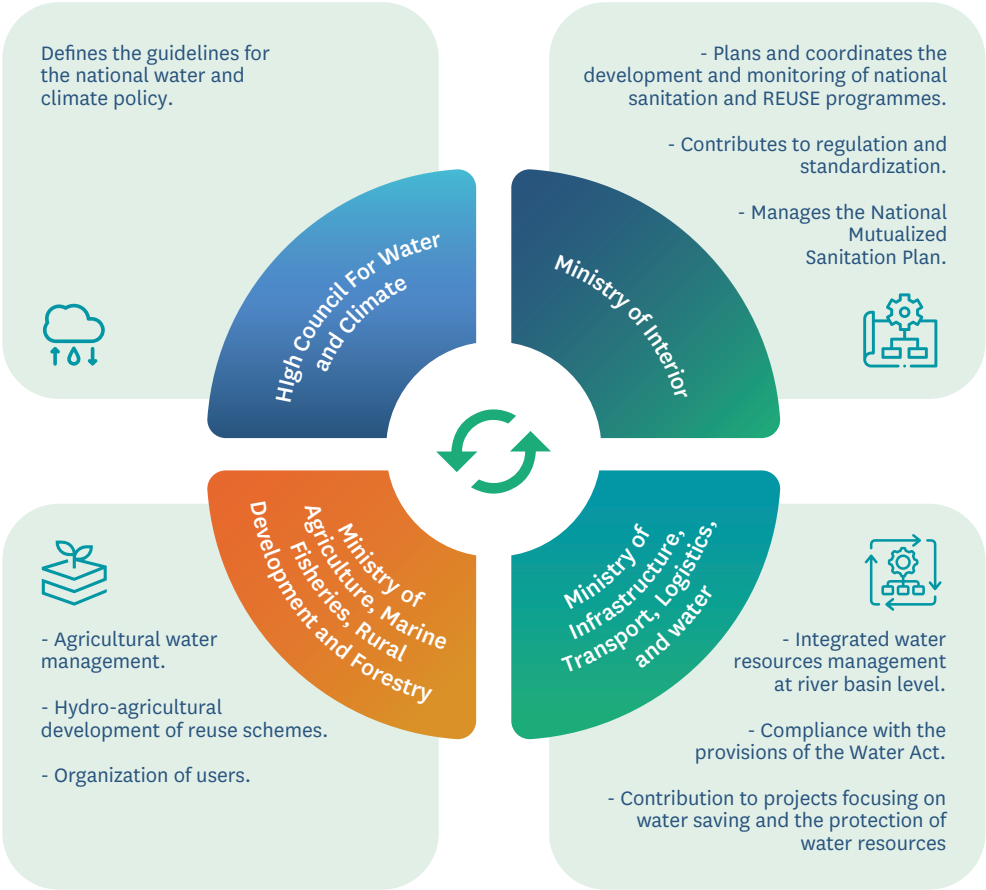 Defines the guidelines for
the national water and
climate policy.
- Plans and coordinates the
development and monitoring of national
sanitation and REUSE programmes.
- Contributes to regulation and
standardization.
- Manages the National
Mutualized
Sanitation Plan.
HIgh Council For Water
and Climate
Ministry of Interior
Ministry of
Agriculture, Marine
Fisheries, Rural
Development and Forestry
Ministry of
Infrastructure,
Transport, Logistics,
and water
- Agricultural water
management.
- Hydro-agricultural
development of reuse schemes.
- Organization of users.
- Integrated water
resources management
at river basin level.
- Compliance with the
provisions of the Water Act.
- Contribution to projects focusing on
water saving and the protection of
water resources